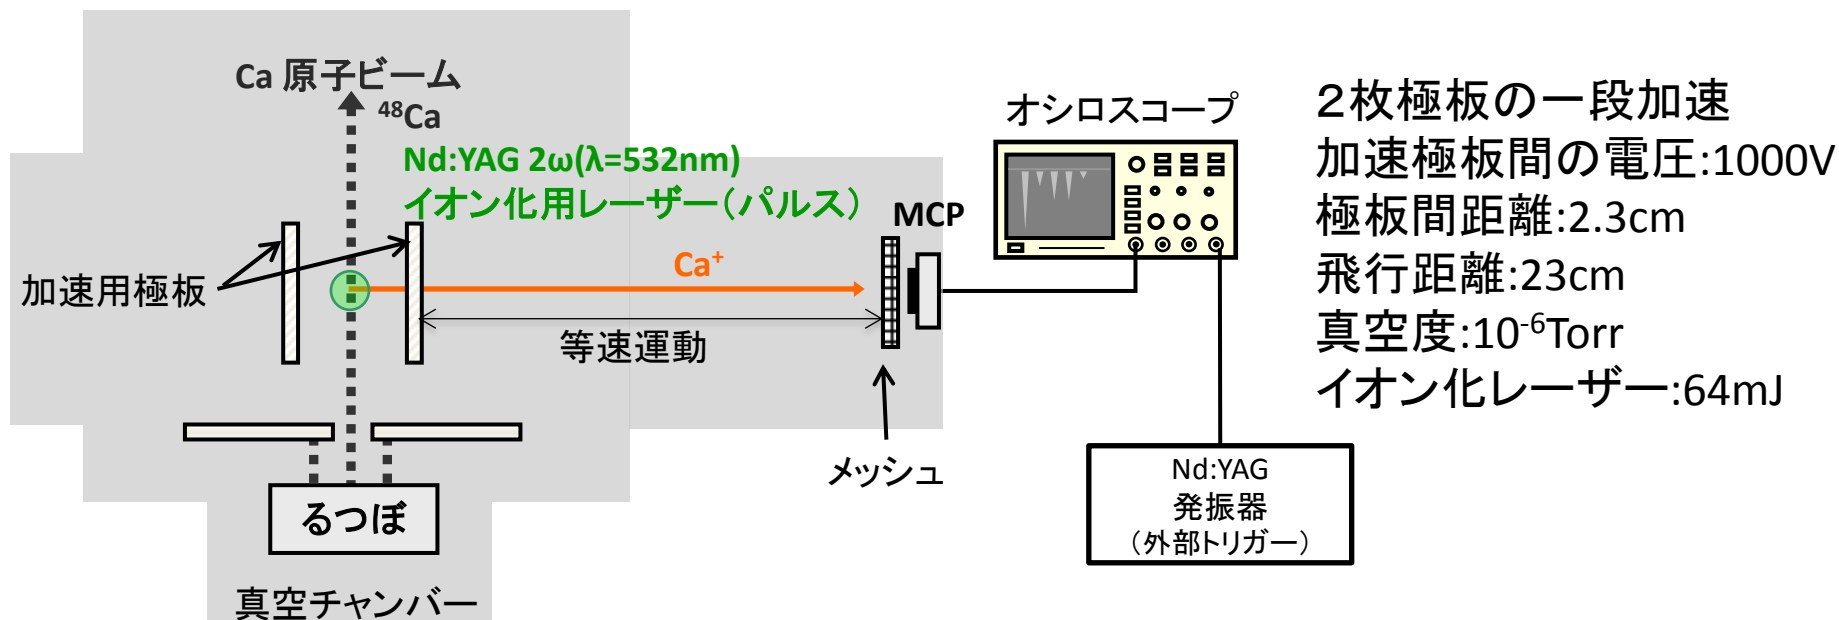 Ca 原子ビーム
⁴⁸Ca
Nd:YAG 2ω(λ=532nm)
イオン化用レーザー(パルス)
加速用極板
Ca⁺
等速運動
MCP
メッシュ
るつぼ
真空チャンバー
オシロスコープ
Nd:YAG
発振器
(外部トリガー)
２枚極板の一段加速
加速極板間の電圧:1000V
極板間距離:2.3cm
飛行距離:23cm
真空度:10⁻⁶Torr
イオン化レーザー:64mJ